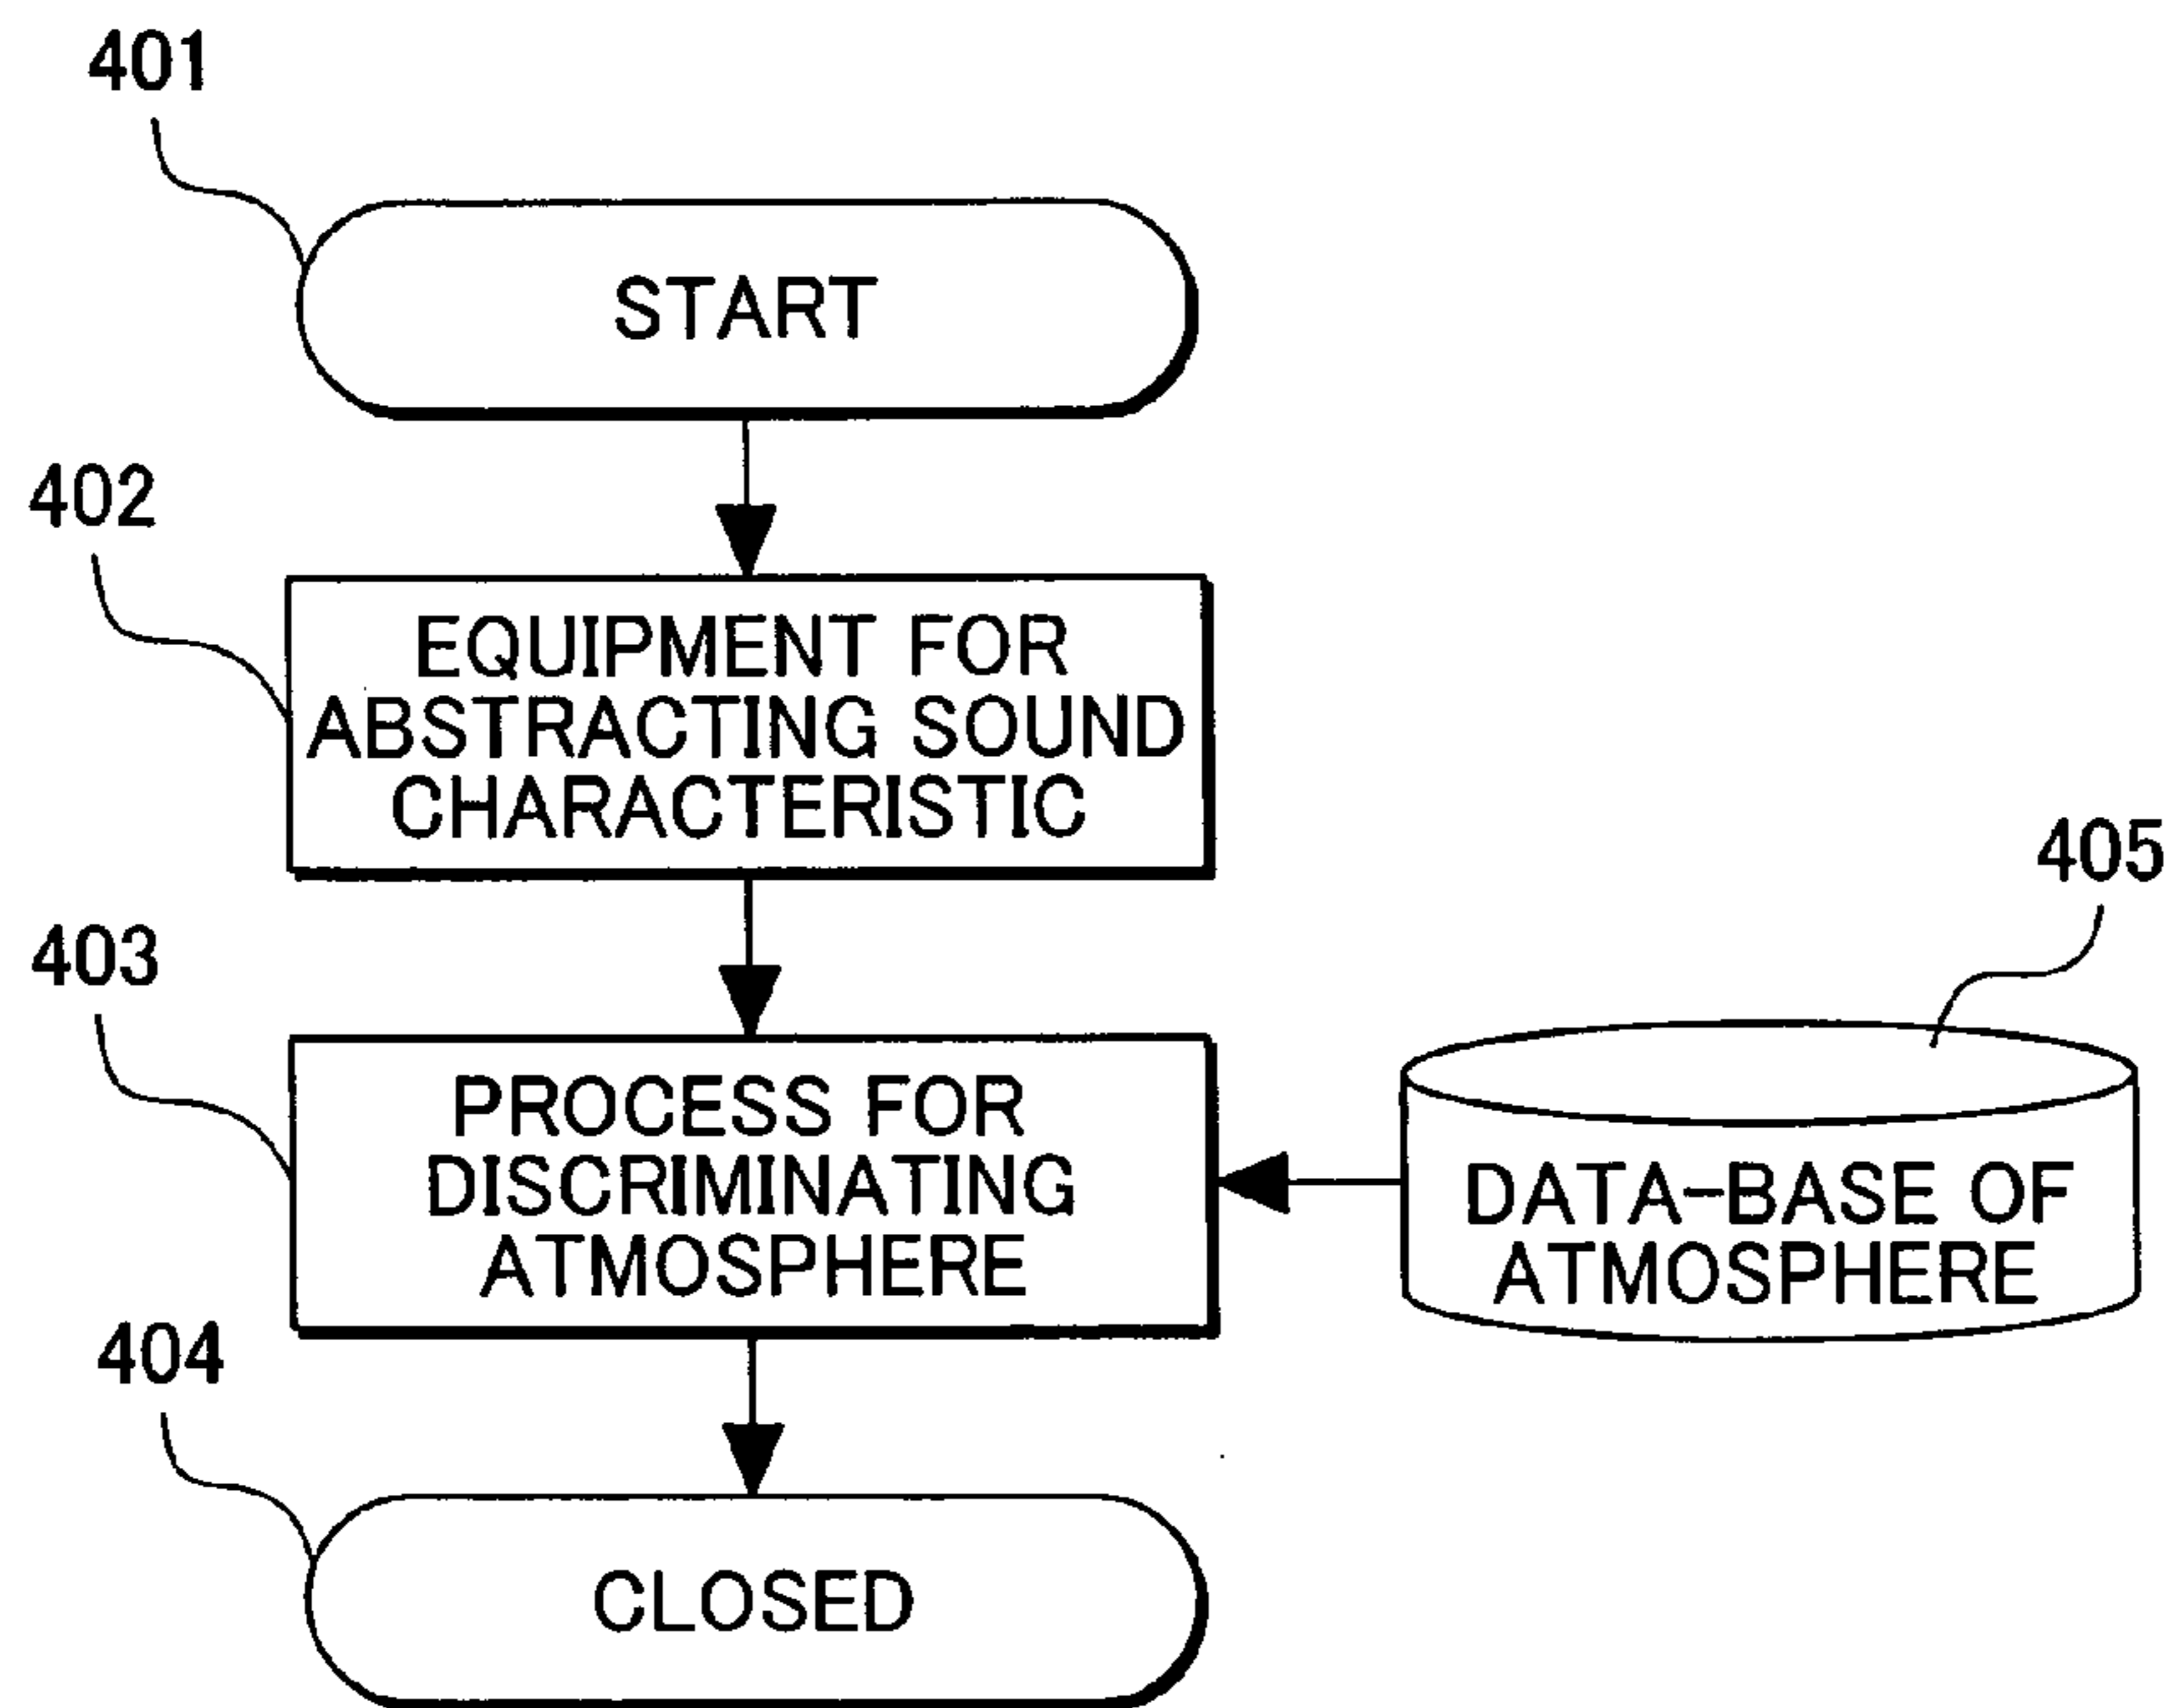 401
START
402
EQUIPMENT FOR
ABSTRACTING SOUND
CHARACTERISTIC
405
403
PROCESS FOR
DISCRIMINATING
ATMOSPHERE
DATA-BASE OF
ATMOSPHERE
404
CLOSED